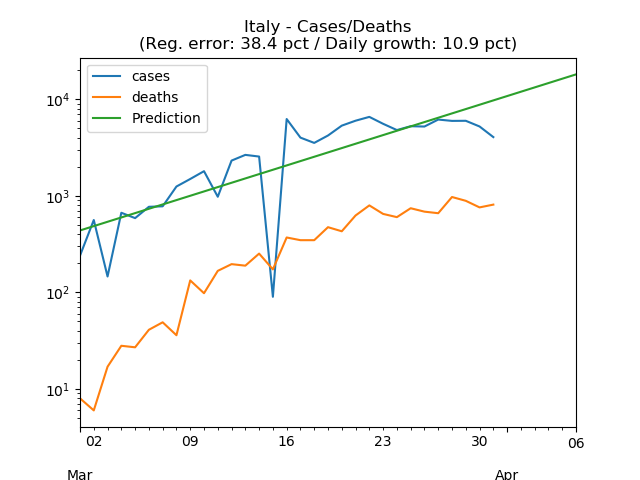 Italy - Cases/Deaths
(Reg. error: 38.4 pct / Daily growth: 10.9 pct)
cases
deaths
Prediction
10⁴
10³
10²
10¹
02 09 16 23 30 06
Mar Apr